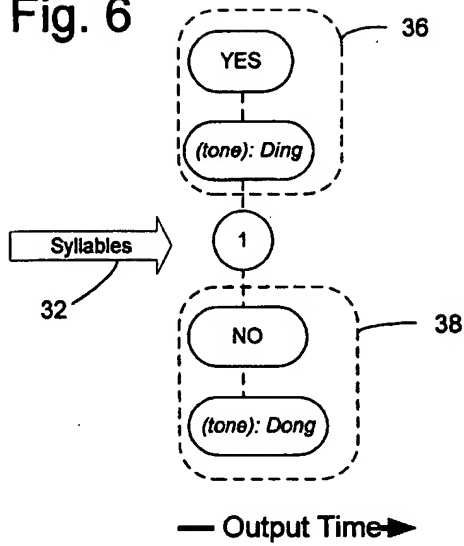 Fig. 6
36
YES
(tone): Ding
1
Syllables
32
NO
38
(tone): Dong
Output Time